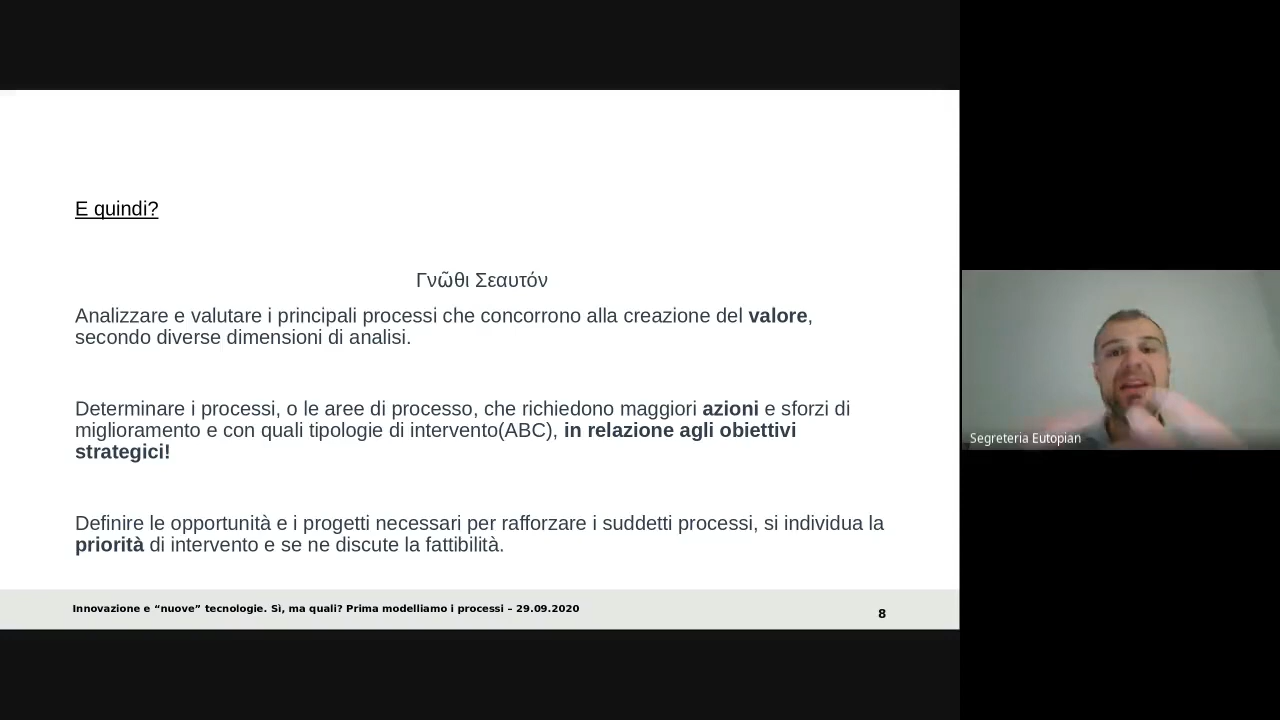 E quindi?
Γνῶθι Σεαυτόν
Analizzare e valutare i principali processi che concorrono alla creazione del valore,
secondo diverse dimensioni di analisi.
Determinare i processi, o le aree di processo, che richiedono maggiori azioni e sforzi di
miglioramento e con quali tipologie di intervento(ABC), in relazione agli obiettivi
strategici!
Definire le opportunità e i progetti necessari per rafforzare i suddetti processi, si individua la
priorità di intervento e se ne discute la fattibilità.
Innovazione e “nuove” tecnologie. Sì, ma quali? Prima modelliamo i processi – 29.09.2020
8
Segreteria Eutopian